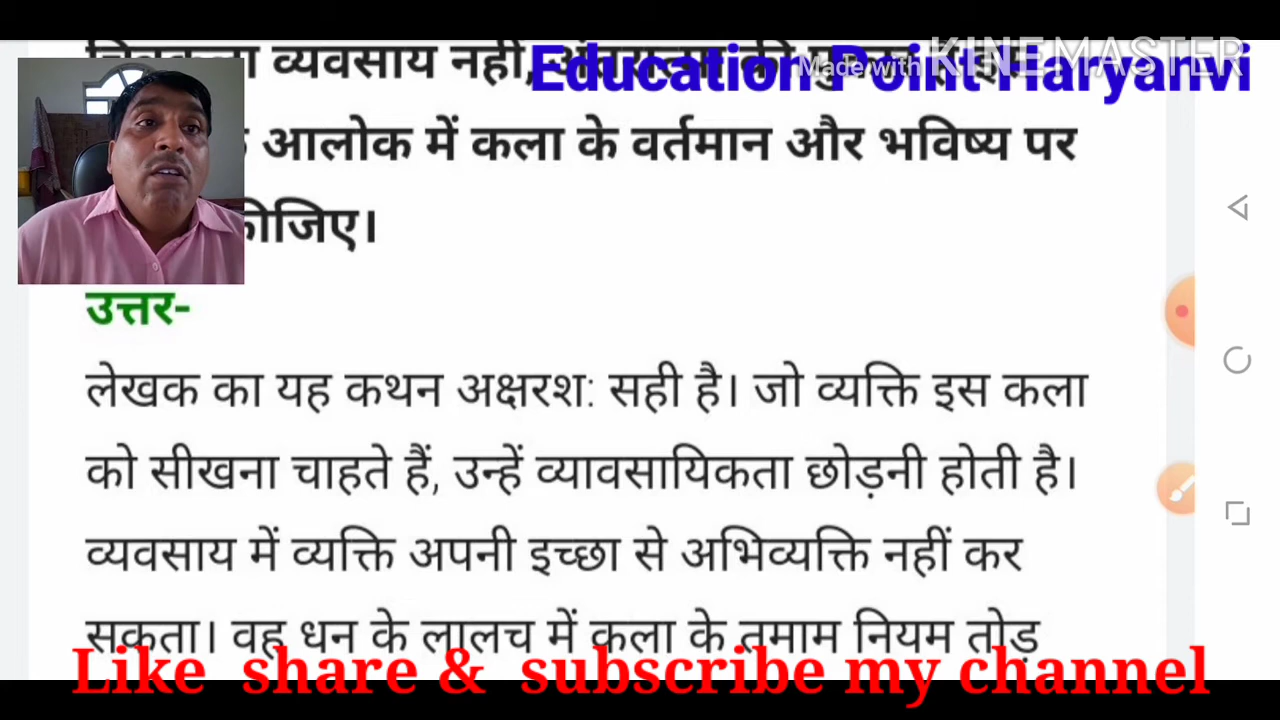 व्यवसाय नही,
Education Point Haryanvi
Made with KINEMASTER
आलोक में कला के वर्तमान और भविष्य पर
कीजिए।
उत्तर-
लेखक का यह कथन अक्षरश: सही है। जो व्यक्ति इस कला
को सीखना चाहते हैं, उन्हें व्यावसायिकता छोड़नी होती है।
व्यवसाय में व्यक्ति अपनी इच्छा से अभिव्यक्ति नहीं कर
सकता। वह धन के लालच में कला के तमाम नियम तोड़
Like share & subscribe my channel